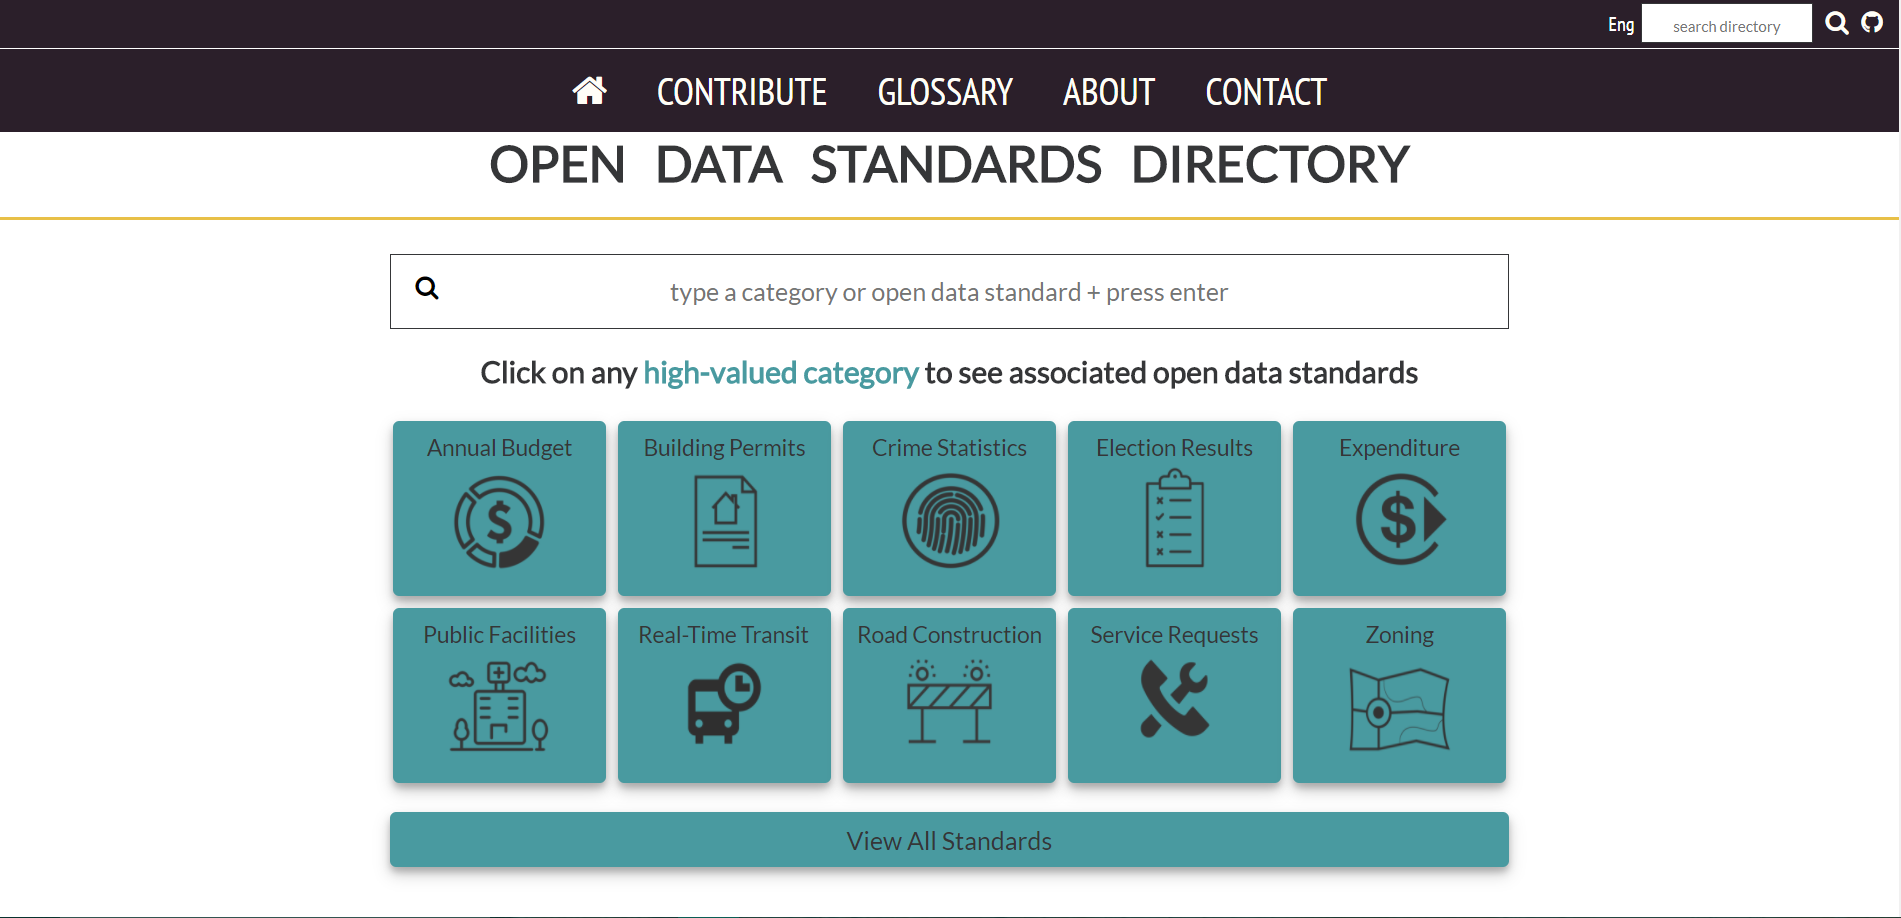 Eng search directory
CONTRIBUTE GLOSSARY ABOUT CONTACT
OPEN DATA STANDARDS DIRECTORY
type a category or open data standard + press enter
Click on any high-valued category to see associated open data standards
Annual Budget Building Permits Crime Statistics Election Results Expenditure
Public Facilities Real-Time Transit Road Construction Service Requests Zoning
View All Standards